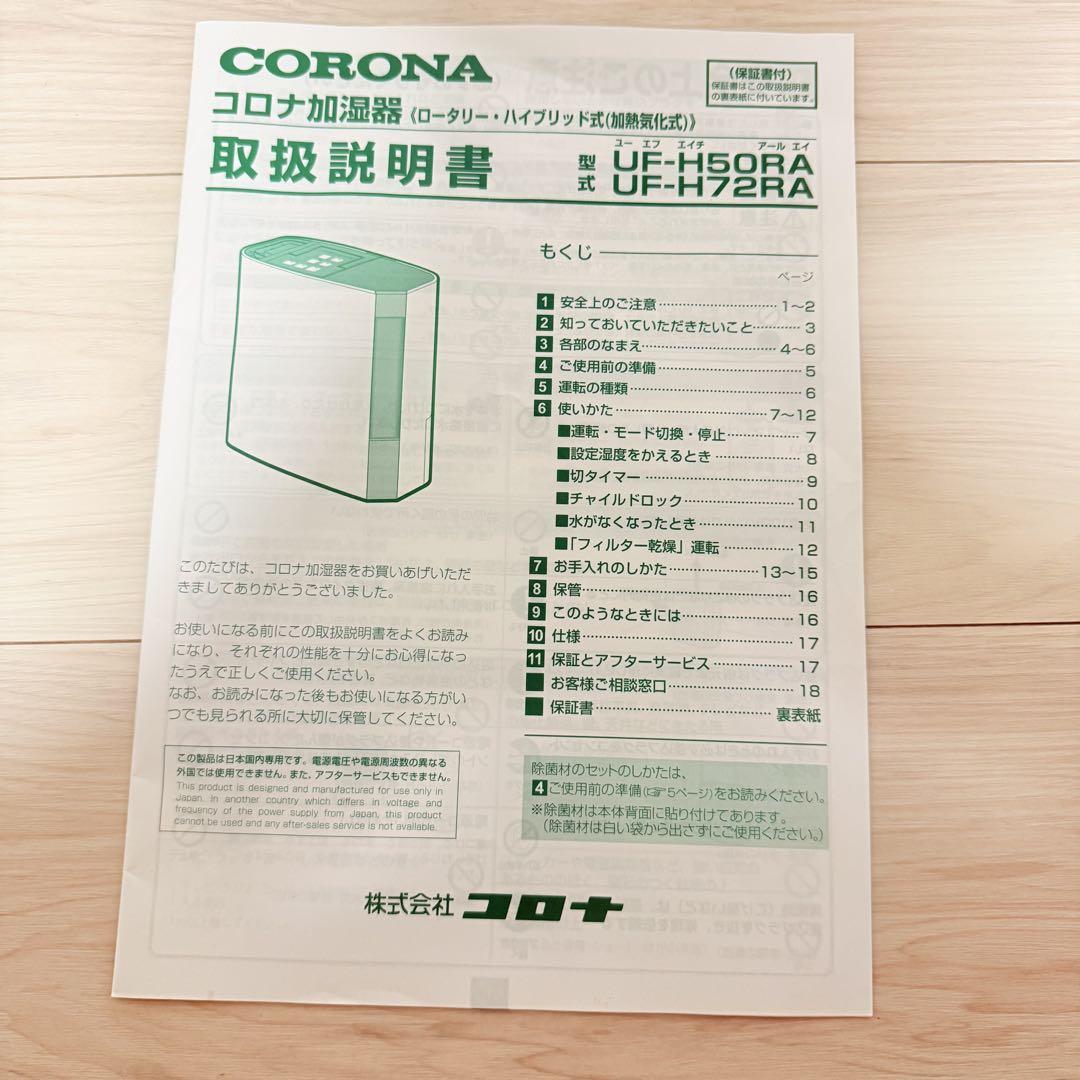 CORONA
(保証書付)
保証書はこの取扱説明書
の裏表紙に付いています。
コロナ加湿器《ロータリー・ハイブリッド式(加熱気化式)》
取扱説明書
型式
ユー エフ エイチ アール エイ
UF-H50RA
UF-H72RA
もくじ
ページ
1 安全上のご注意 1～2
2 知っておいていただきたいこと 3
3 各部のなまえ 4～6
4 ご使用前の準備 5
5 運転の種類 6
6 使いかた 7～12
■運転・モード切換・停止 7
■設定湿度をかえるとき 8
■切タイマー 9
■チャイルドロック 10
■水がなくなったとき 11
■「フィルター乾燥」運転 12
7 お手入れのしかた 13～15
8 保管 16
9 このようなときには 16
10 仕様 17
11 保証とアフターサービス 17
■ お客様ご相談窓口 18
■ 保証書 裏表紙
このたびは、コロナ加湿器をお買いあげいただ
きましてありがとうございました。
お使いになる前にこの取扱説明書をよくお読み
になり、それぞれの性能を十分にお心得になっ
たうえで正しくご使用ください。
なお、お読みになった後もお使いになる方がい
つでも見られる所に大切に保管してください。
この製品は日本国内専用です。電源電圧や電源周波数の異なる
外国では使用できません。また、アフターサービスもできません。
This product is designed and manufactured for use only in
Japan. In another country which differs in voltage and
frequency of the power supply from Japan, this product
cannot be used and any after-sales service is not available.
除菌材のセットのしかたは、
4 ご使用前の準備(☞5ページ)をお読みください。
※除菌材は本体背面に貼り付けてあります。
(除菌材は白い袋から出さずにご使用ください。)
株式会社 コロナ